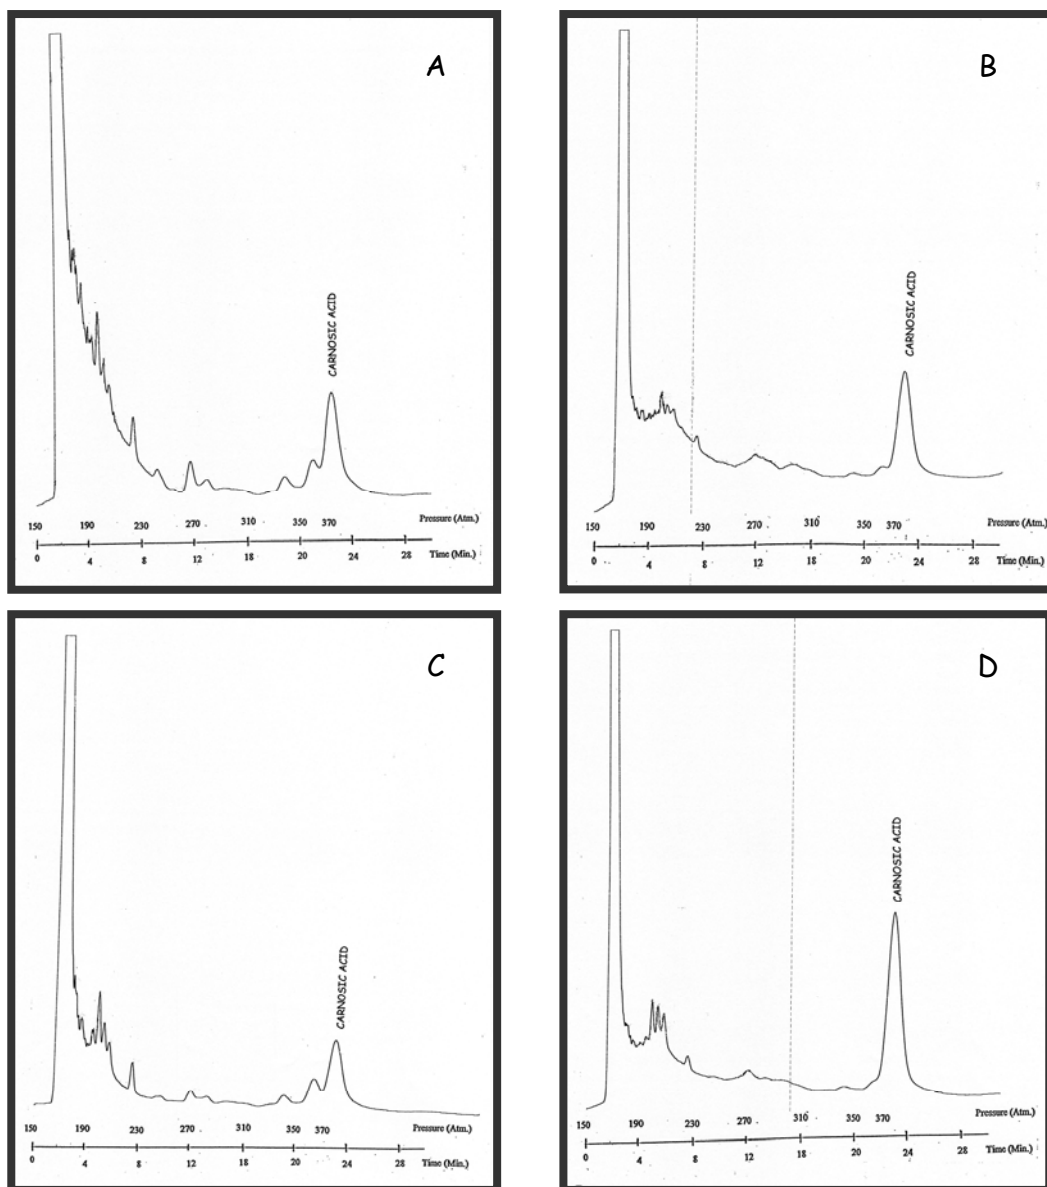 A
CARNOSIC ACID
150 190 230 270 310 350 370 Pressure (Atm.)
0 4 8 12 18 20 24 28 Time (Min.)
B
CARNOSIC ACID
150 190 230 270 310 350 370 Pressure (Atm.)
0 4 8 12 18 20 24 28 Time (Min.)
C
CARNOSIC ACID
150 190 230 270 310 350 370 Pressure (Atm.)
0 4 8 12 18 20 24 28 Time (Min.)
D
CARNOSIC ACID
150 190 230 270 310 350 370 Pressure (Atm.)
0 4 8 12 18 20 24 28 Time (Min.)